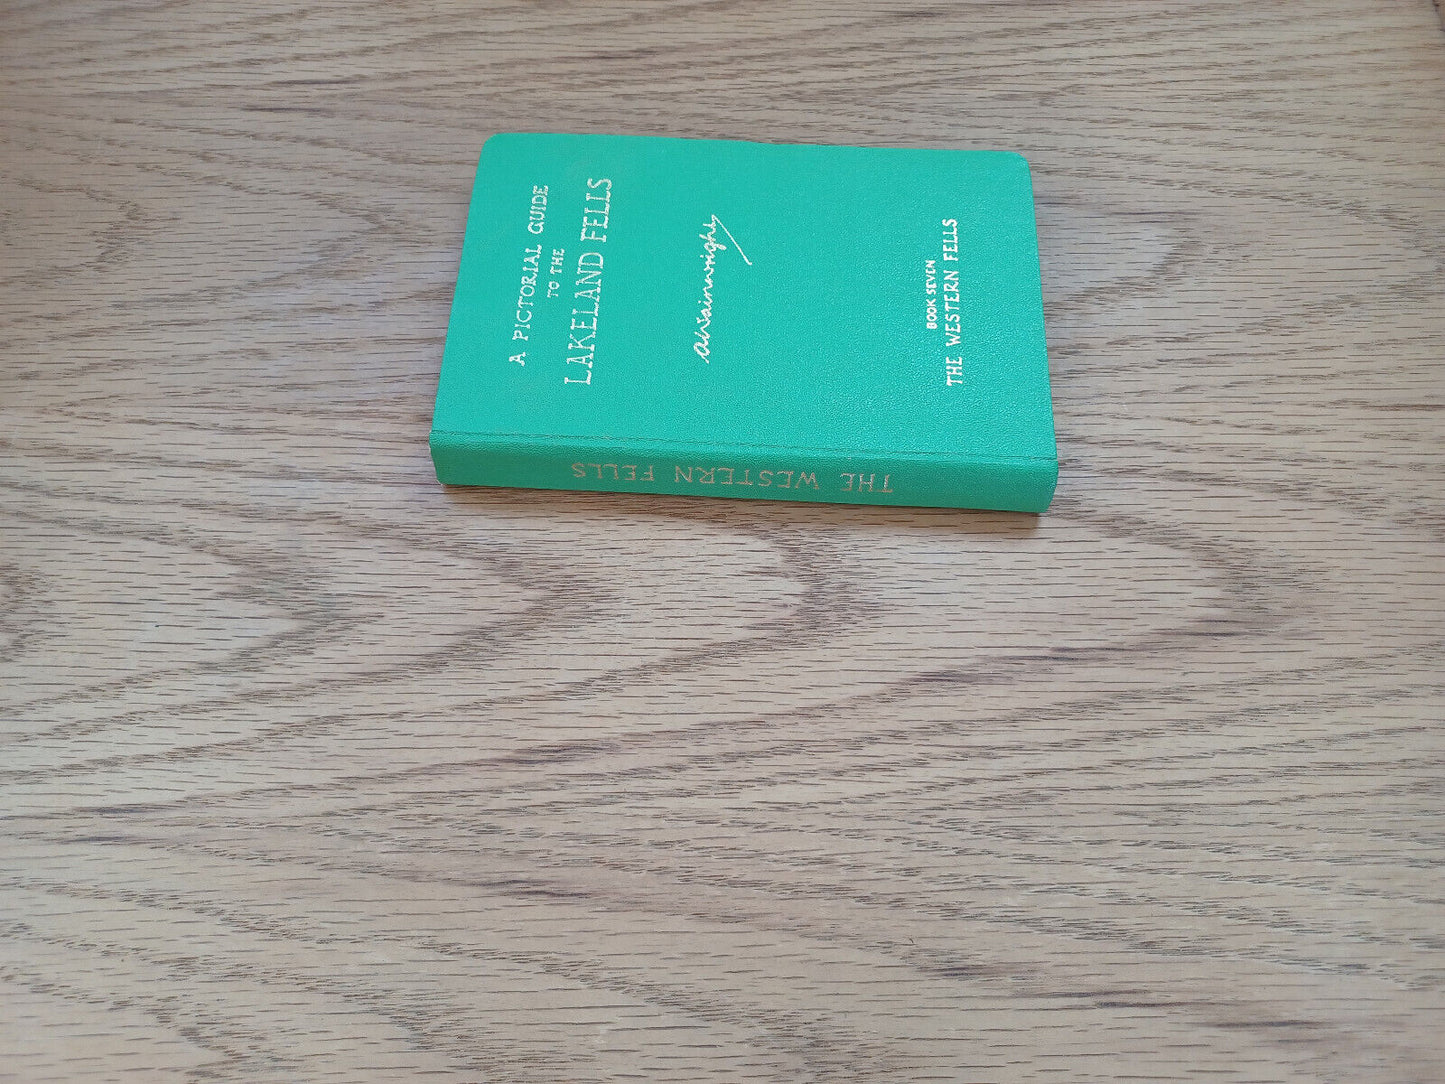 A PICTORIAL GUIDE
TO THE
LAKELAND FELLS
aWainwright
BOOK SEVEN
THE WESTERN FELLS
THE WESTERN FELLS